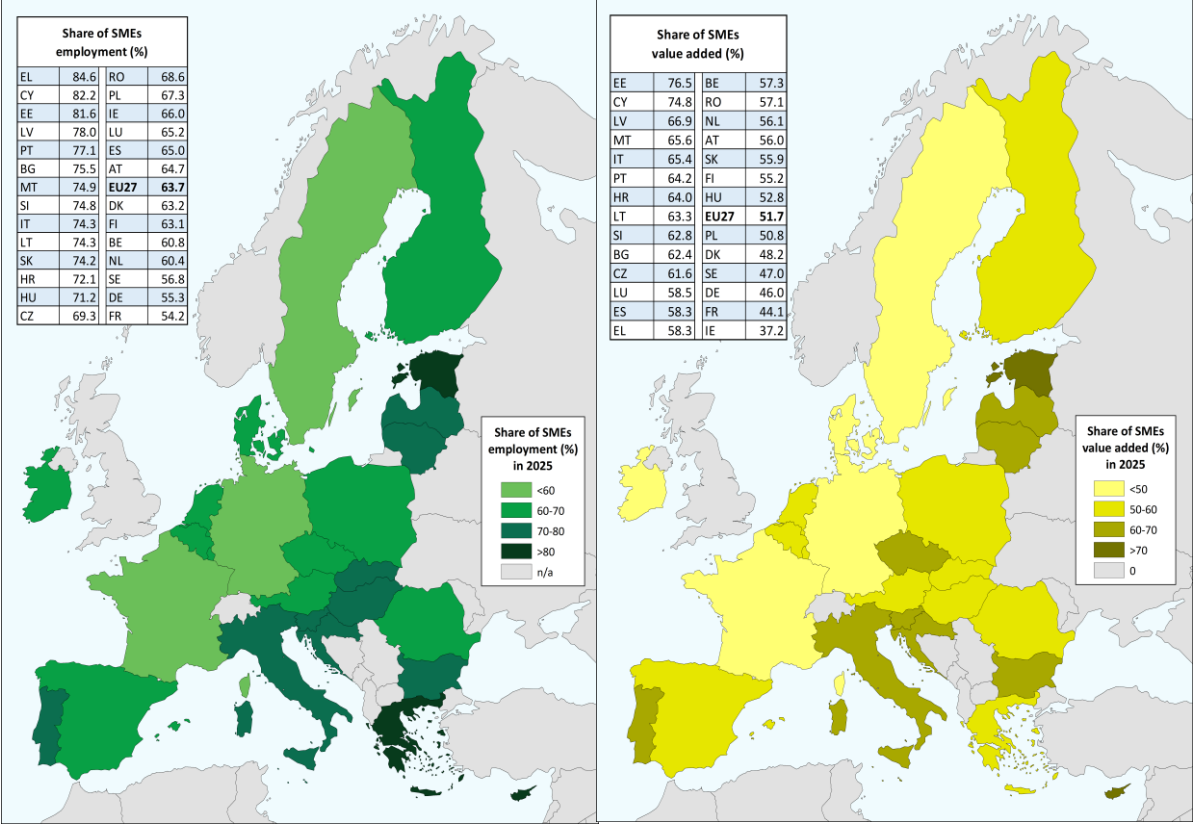 Share of SMEs
employment (%)
EL 84.6 RO 68.6
CY 82.2 PL 67.3
EE 81.6 IE 66.0
LV 78.0 LU 65.2
PT 77.1 ES 65.0
BG 75.5 AT 64.7
MT 74.9 EU27 63.7
SI 74.8 DK 63.2
IT 74.3 FI 63.1
LT 74.3 BE 60.8
SK 74.2 NL 60.4
HR 72.1 SE 56.8
HU 71.2 DE 55.3
CZ 69.3 FR 54.2
Share of SMEs
employment (%)
in 2025
<60
60-70
70-80
>80
n/a
Share of SMEs
value added (%)
EE 76.5 BE 57.3
CY 74.8 RO 57.1
LV 66.9 NL 56.1
MT 65.6 AT 56.0
IT 65.4 SK 55.9
PT 64.2 FI 55.2
HR 64.0 HU 52.8
LT 63.3 EU27 51.7
SI 62.8 PL 50.8
BG 62.4 DK 48.2
CZ 61.6 SE 47.0
LU 58.5 DE 46.0
ES 58.3 FR 44.1
EL 58.3 IE 37.2
Share of SMEs
value added (%)
in 2025
<50
50-60
60-70
>70
0